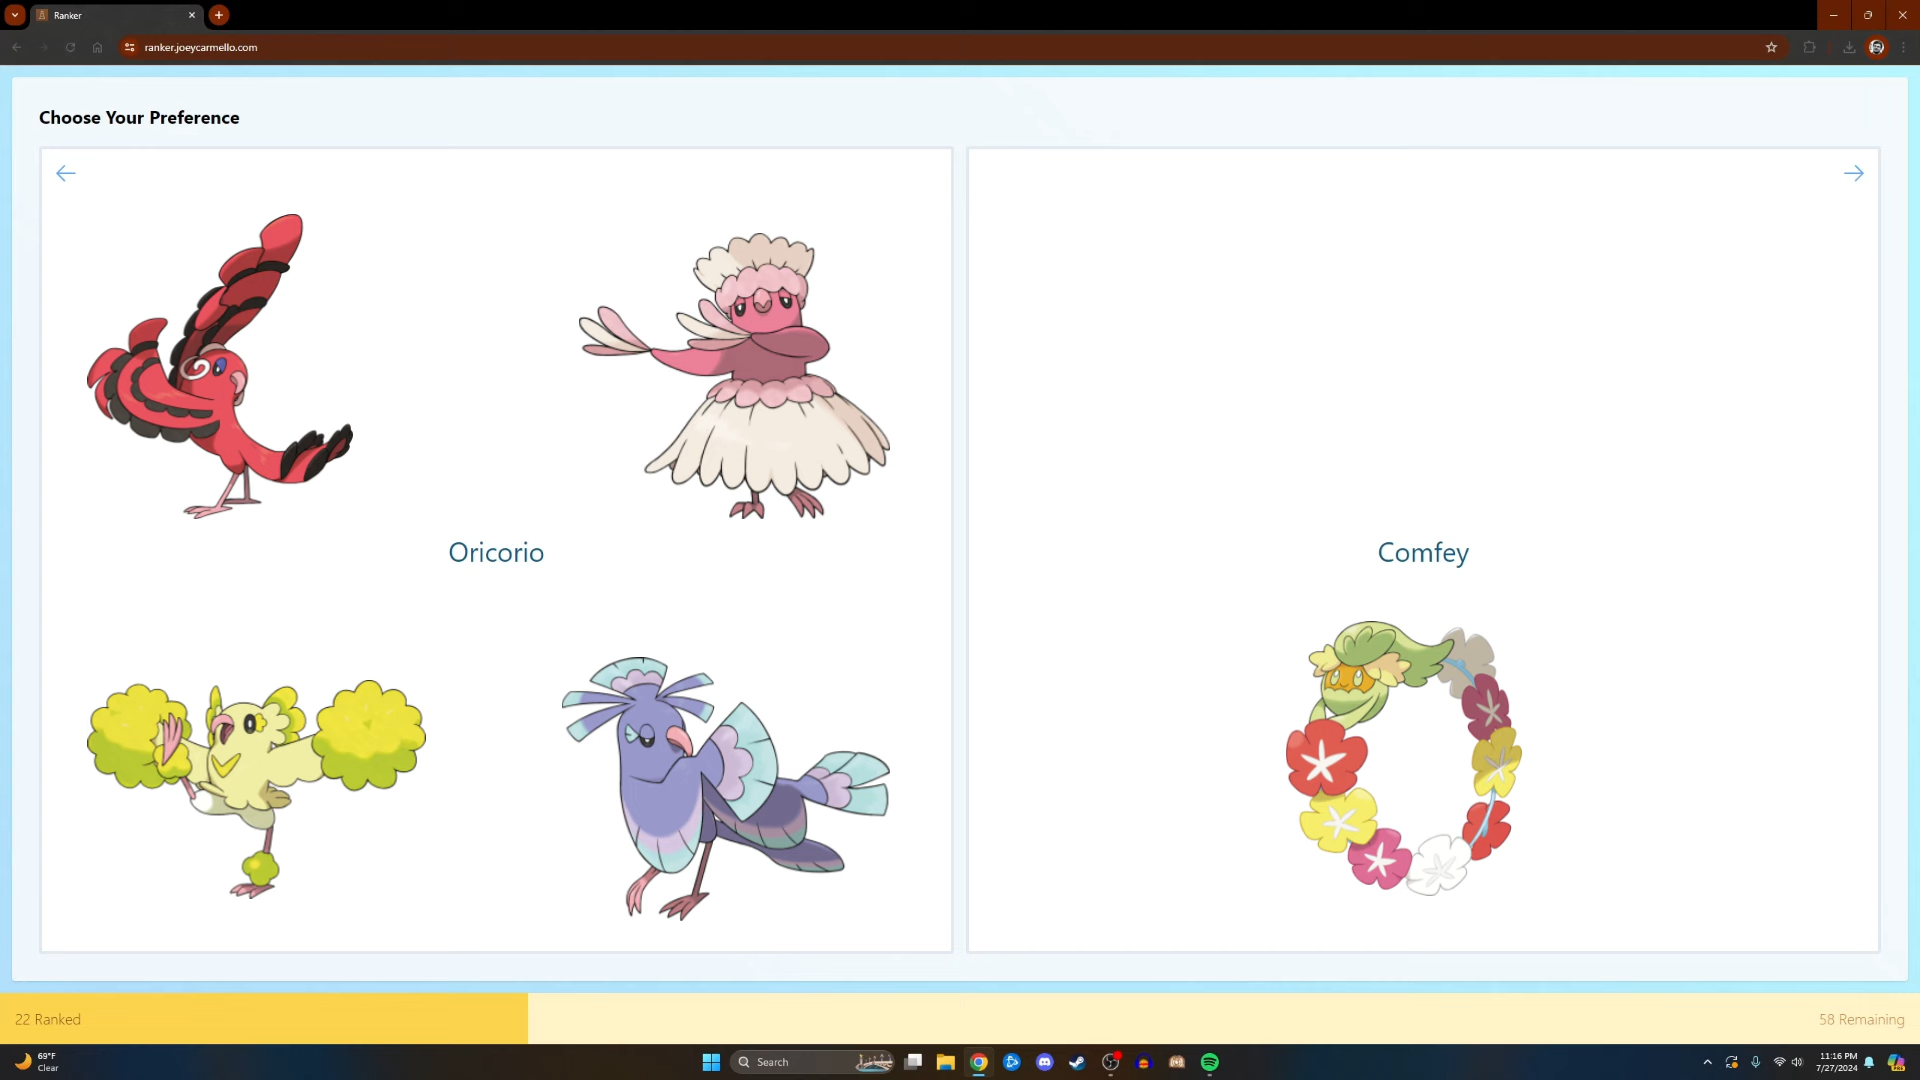 Ranker
ranker.joeycarmello.com
Choose Your Preference
Oricorio
Comfey
22 Ranked
58 Remaining
69°F
Clear
Search
11:16 PM
7/27/2024